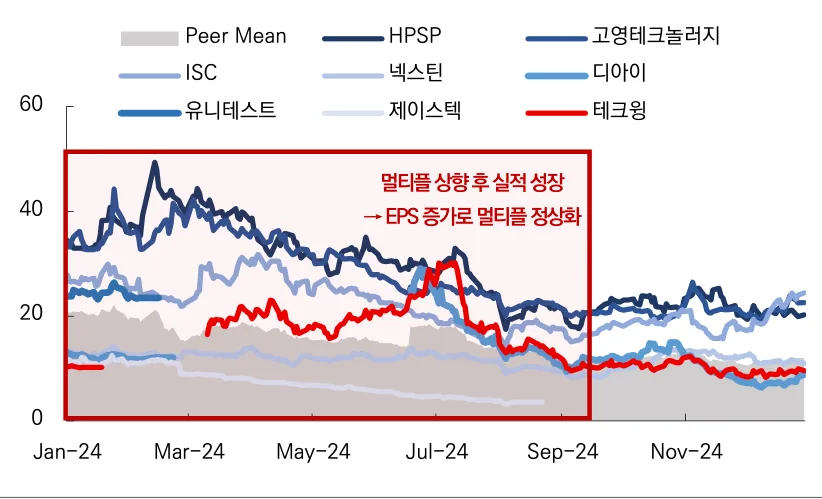 Peer Mean HPSP 고영테크놀러지
ISC 넥스틴 디아이
유니테스트 제이스텍 테크윙
60
멀티플 상향 후 실적 성장
→ EPS 증가로 멀티플 정상화
40
20
0
Jan-24 Mar-24 May-24 Jul-24 Sep-24 Nov-24